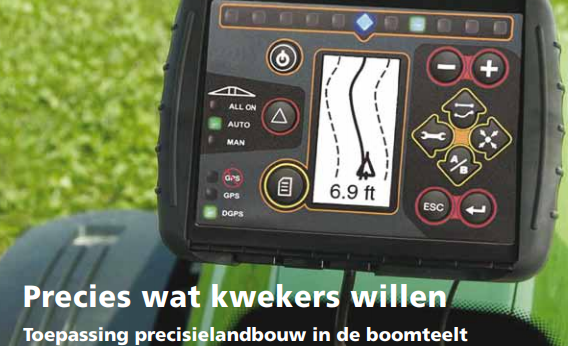 − +
ALL ON
AUTO
MAN
A/B
GPS
GPS
DGPS
6.9 ft
ESC
Precies wat kwekers willen
Toepassing precisielandbouw in de boomteelt